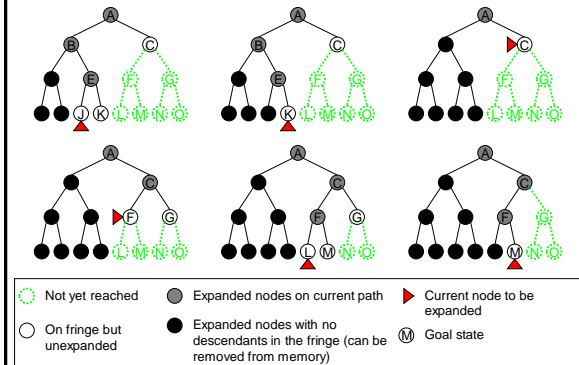 A
B C
E F G
J K L M N O
A
B C
E F G
K L M N O
A
C
F G
L M N O
A
C
F G
L M N O
A
C
F G
L M N O
A
C
F G
M N O
Not yet reached
On fringe but
unexpanded
Expanded nodes on current path
Expanded nodes with no
descendants in the fringe (can be
removed from memory)
Current node to be
expanded
M Goal state